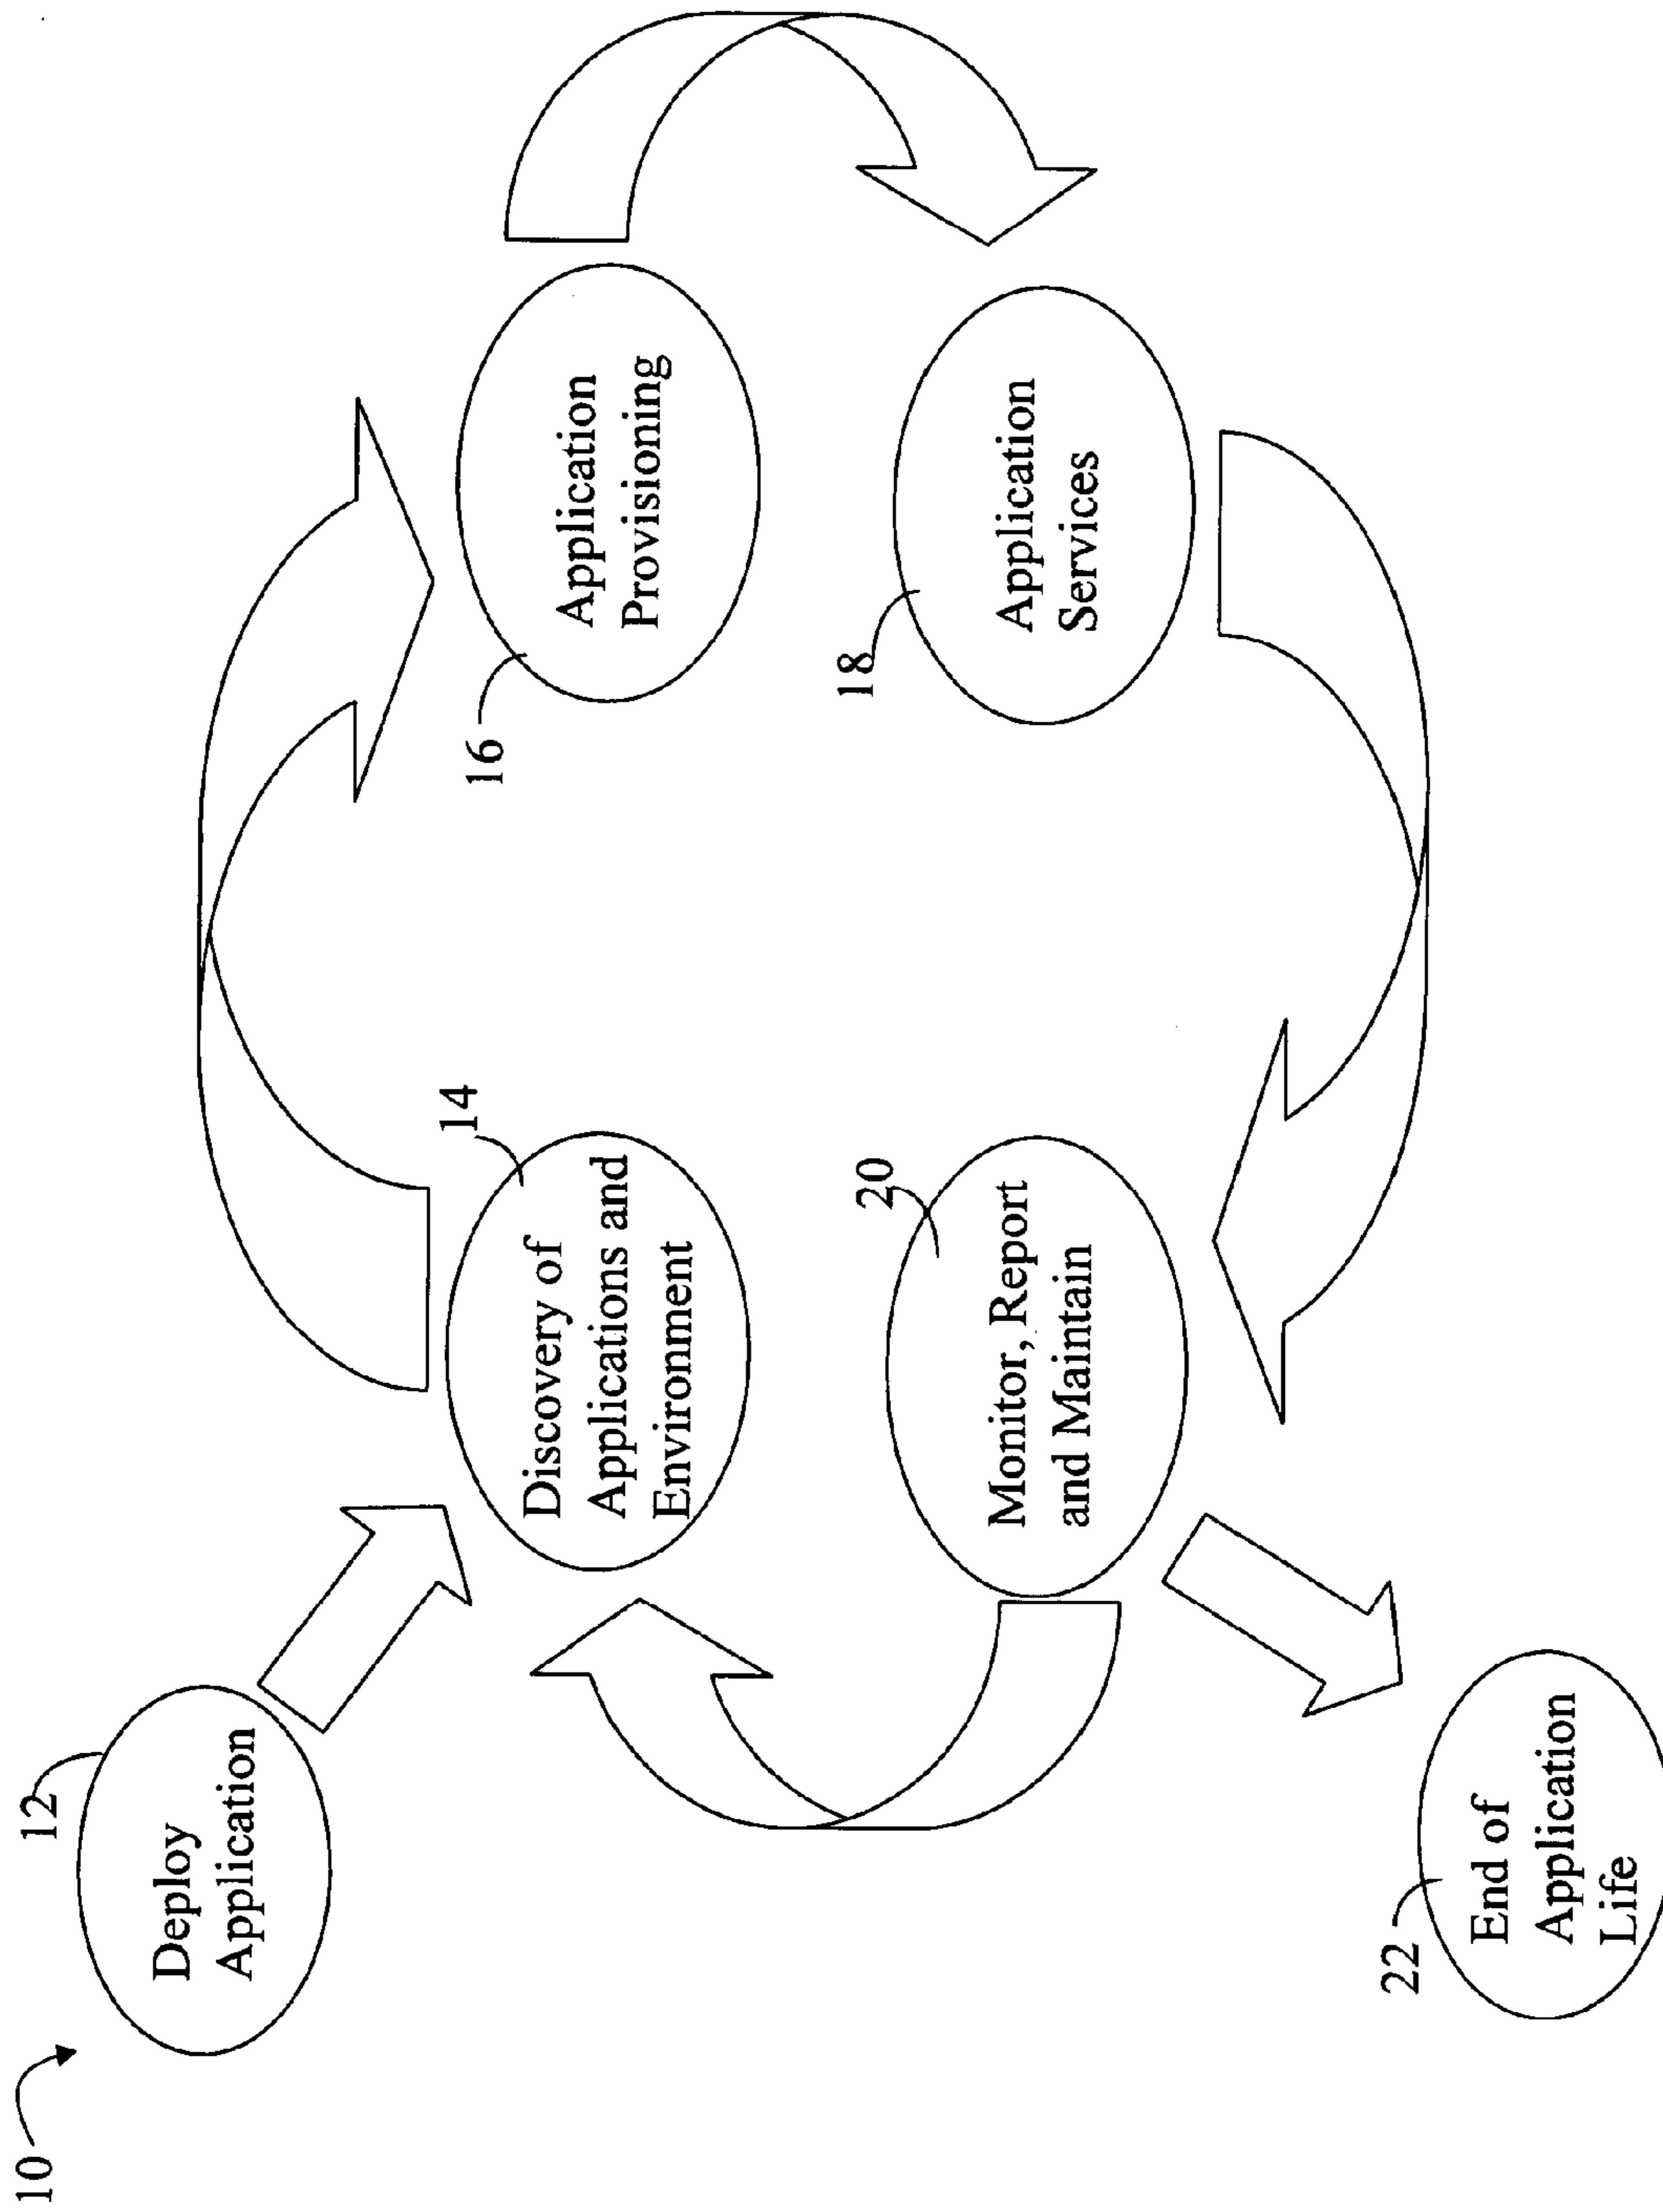 10
12
Deploy
Application
14
Discovery of
Applications and
Environment
16
Application
Provisioning
18
Application
Services
20
Monitor, Report
and Maintain
22
End of
Application
Life